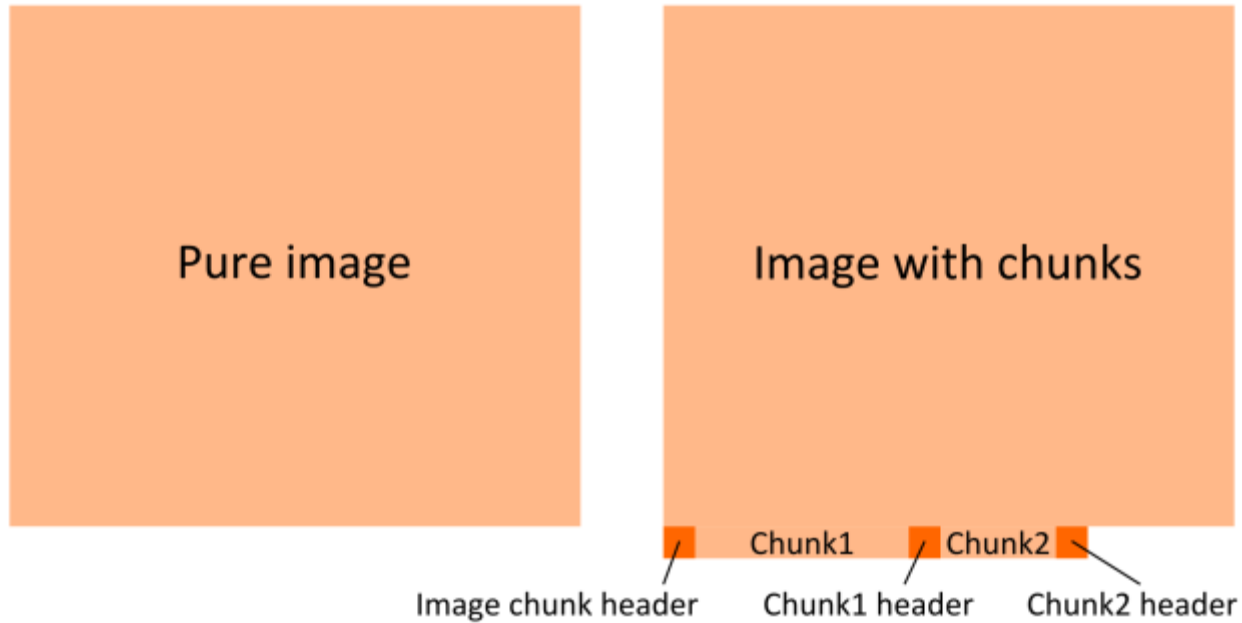 Pure image
Image with chunks
Chunk1
Chunk2
Image chunk header
Chunk1 header
Chunk2 header